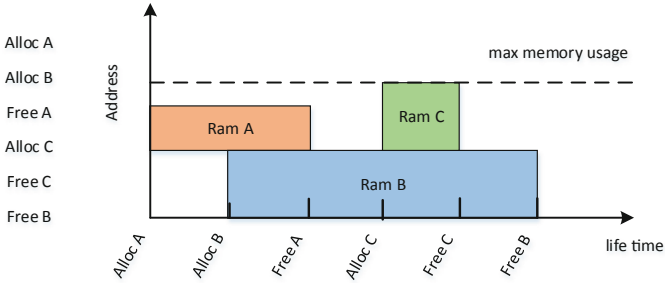 Alloc A
Alloc B
Free A
Alloc C
Free C
Free B
Address
max memory usage
Ram A
Ram C
Ram B
Alloc A
Alloc B
Free A
Alloc C
Free C
Free B
life time